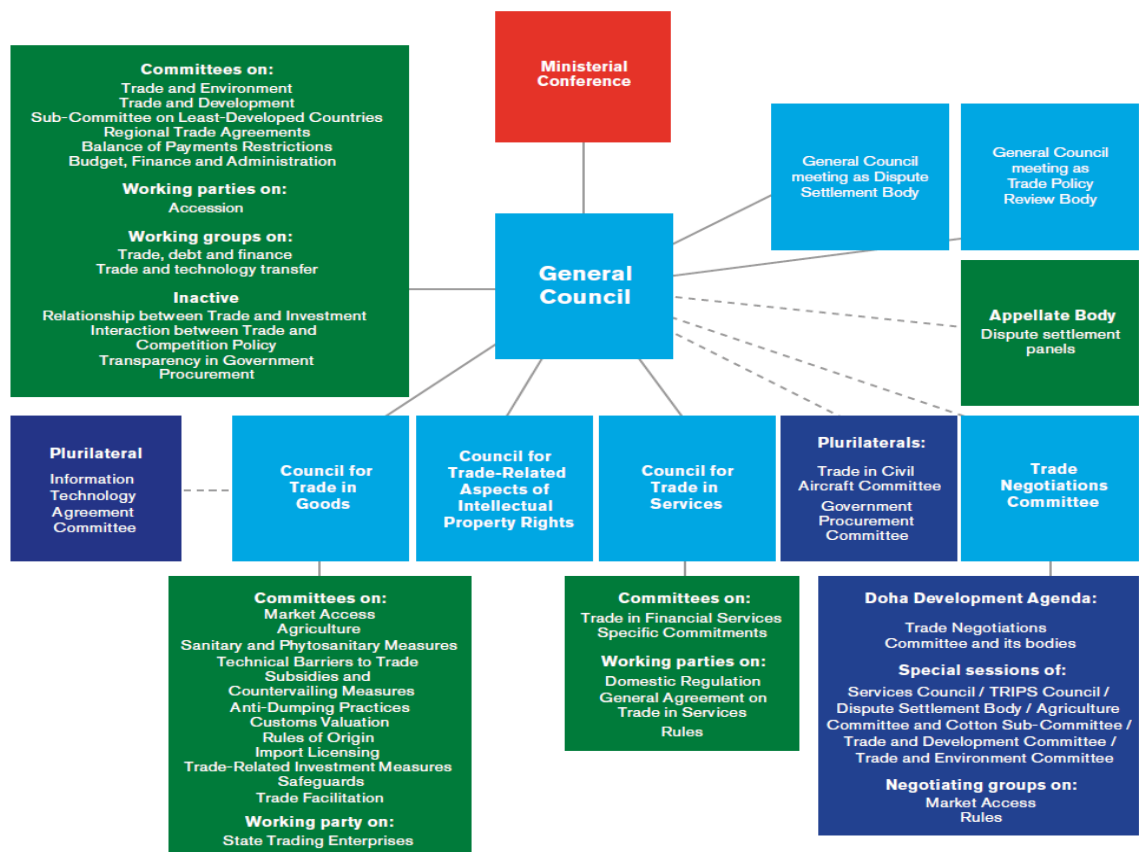 Ministerial
Conference
Committees on:
Trade and Environment
Trade and Development
Sub-Committee on Least-Developed Countries
Regional Trade Agreements
Balance of Payments Restrictions
Budget, Finance and Administration
Working parties on:
Accession
Working groups on:
Trade, debt and finance
Trade and technology transfer
Inactive
Relationship between Trade and Investment
Interaction between Trade and
Competition Policy
Transparency in Government
Procurement
General Council
meeting as Dispute
Settlement Body
General Council
meeting as
Trade Policy
Review Body
General
Council
Appellate Body
Dispute settlement
panels
Plurilateral
Information
Technology
Agreement
Committee
Council for
Trade in
Goods
Council for
Trade-Related
Aspects of
Intellectual
Property Rights
Council for
Trade in
Services
Plurilaterals:
Trade in Civil
Aircraft Committee
Government
Procurement
Committee
Trade
Negotiations
Committee
Committees on:
Market Access
Agriculture
Sanitary and Phytosanitary Measures
Technical Barriers to Trade
Subsidies and
Countervailing Measures
Anti-Dumping Practices
Customs Valuation
Rules of Origin
Import Licensing
Trade-Related Investment Measures
Safeguards
Trade Facilitation
Working party on:
State Trading Enterprises
Committees on:
Trade in Financial Services
Specific Commitments
Working parties on:
Domestic Regulation
General Agreement on
Trade in Services
Rules
Doha Development Agenda:
Trade Negotiations
Committee and its bodies
Special sessions of:
Services Council / TRIPS Council /
Dispute Settlement Body / Agriculture
Committee and Cotton Sub-Committee /
Trade and Development Committee /
Trade and Environment Committee
Negotiating groups on:
Market Access
Rules